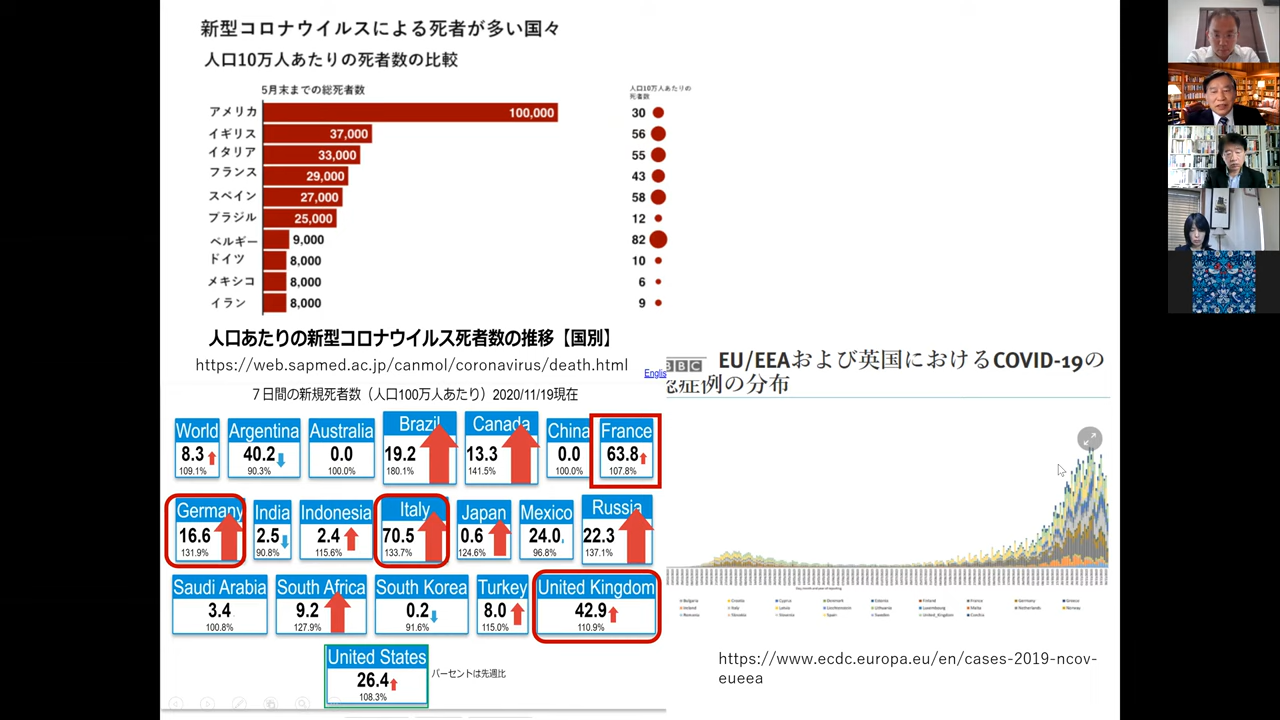 新型コロナウイルスによる死者が多い国々
人口10万人あたりの死者数の比較
5月末までの総死者数
人口10万人あたりの
死者数
アメリカ 100,000 30
イギリス 37,000 56
イタリア 33,000 55
フランス 29,000 43
スペイン 27,000 58
ブラジル 25,000 12
ベルギー 9,000 82
ドイツ 8,000 10
メキシコ 8,000 6
イラン 8,000 9
人口あたりの新型コロナウイルス死者数の推移【国別】
https://web.sapmed.ac.jp/canmol/coronavirus/death.html
Englis
７日間の新規死者数（人口100万人あたり）2020/11/19現在
World Argentina Australia Brazil Canada China France
8.3 40.2 0.0 19.2 13.3 0.0 63.8
109.1% 90.3% 100.0% 180.1% 141.5% 100.0% 107.8%
Germany India Indonesia Italy Japan Mexico Russia
16.6 2.5 2.4 70.5 0.6 24.0 22.3
131.9% 90.8% 115.6% 133.7% 124.6% 96.8% 137.1%
Saudi Arabia South Africa South Korea Turkey United Kingdom
3.4 9.2 0.2 8.0 42.9
100.8% 127.9% 91.6% 115.0% 110.9%
United States
26.4
108.3%
パーセントは先週比
BBC
EU/EEAおよび英国におけるCOVID-19の
症例の分布
https://www.ecdc.europa.eu/en/cases-2019-ncov-
eueea